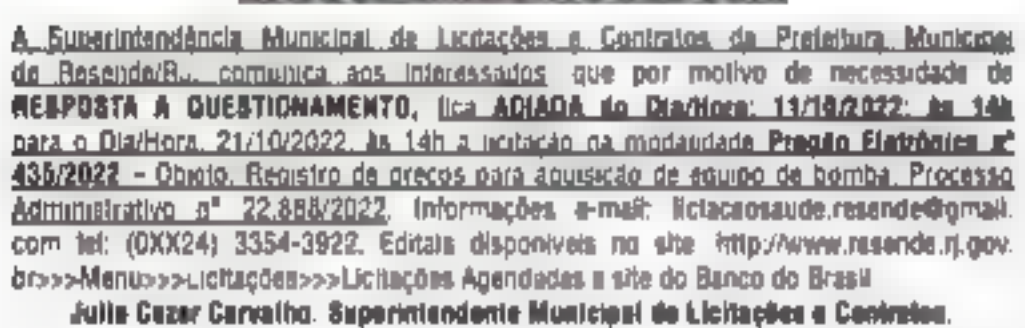 A Superintendência Municipal de Licitações e Contratos da Prefeitura Municipal
de Resende/RJ, comunica aos interessados que por motivo de necessidade de
RESPOSTA A QUESTIONAMENTO, fica ADIADA do Dia/Hora: às 14h
para o Dia/Hora. 21/10/2022. às 14h a licitação na modalidade Pregão Eletrônico nº
435/2022 – Objeto. Registro de preços para aquisição de equipo de bomba. Processo
Administrativo nº 22.888/2022. Informações e-mail: lictacaosaude.resende@gmail.
com tel: (0XX24) 3354-3922. Editais disponíveis no site http://www.resende.rj.gov.
br>>>Menu>>>Licitações>>>Licitações Agendadas e site do Banco do Brasil
Julio Cezar Carvalho. Superintendente Municipal de Licitações e Contratos.